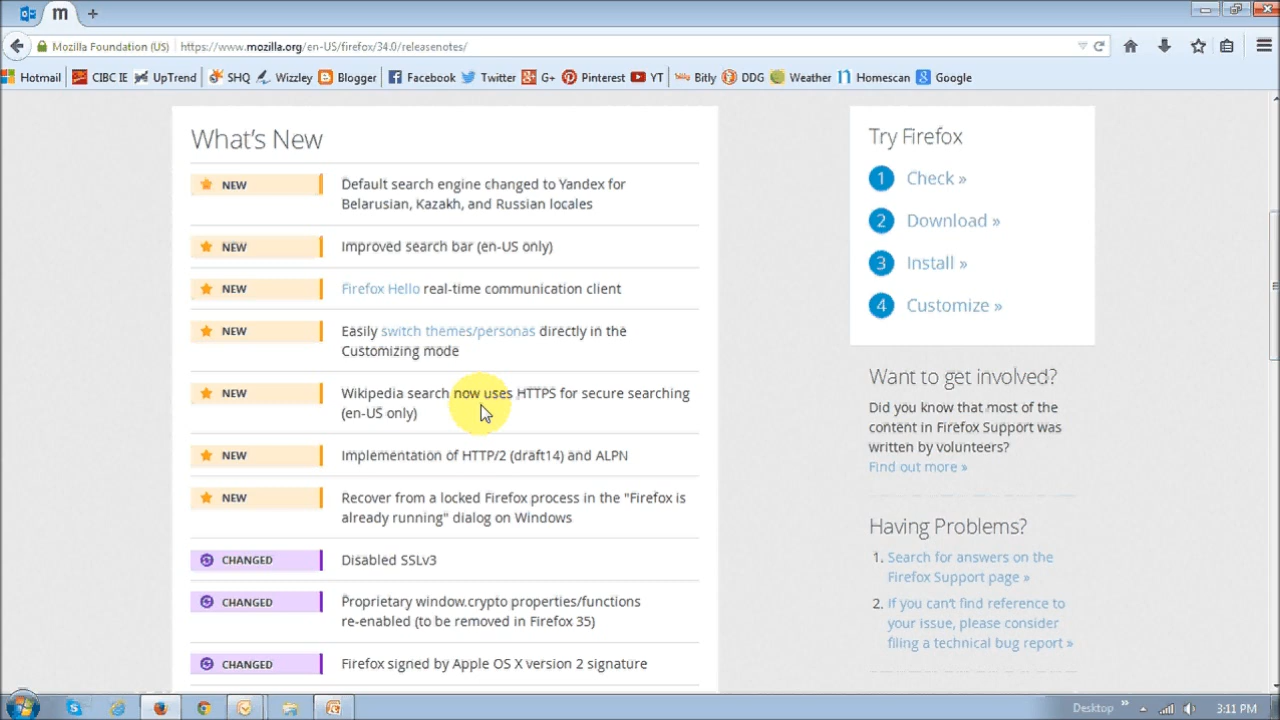 m
Mozilla Foundation (US) https://www.mozilla.org/en-US/firefox/34.0/releasenotes/
Hotmail CIBC IE UpTrend SHQ Wizzley Blogger Facebook Twitter G+ Pinterest YT Bitly DDG Weather Homescan Google
What's New
NEW Default search engine changed to Yandex for
Belarusian, Kazakh, and Russian locales
NEW Improved search bar (en-US only)
NEW Firefox Hello real-time communication client
NEW Easily switch themes/personas directly in the
Customizing mode
NEW Wikipedia search now uses HTTPS for secure searching
(en-US only)
NEW Implementation of HTTP/2 (draft14) and ALPN
NEW Recover from a locked Firefox process in the "Firefox is
already running" dialog on Windows
CHANGED Disabled SSLv3
CHANGED Proprietary window.crypto properties/functions
re-enabled (to be removed in Firefox 35)
CHANGED Firefox signed by Apple OS X version 2 signature
Try Firefox
1 Check »
2 Download »
3 Install »
4 Customize »
Want to get involved?
Did you know that most of the
content in Firefox Support was
written by volunteers?
Find out more »
Having Problems?
1. Search for answers on the
Firefox Support page »
2. If you can't find reference to
your issue, please consider
filing a technical bug report »
Desktop » 3:11 PM